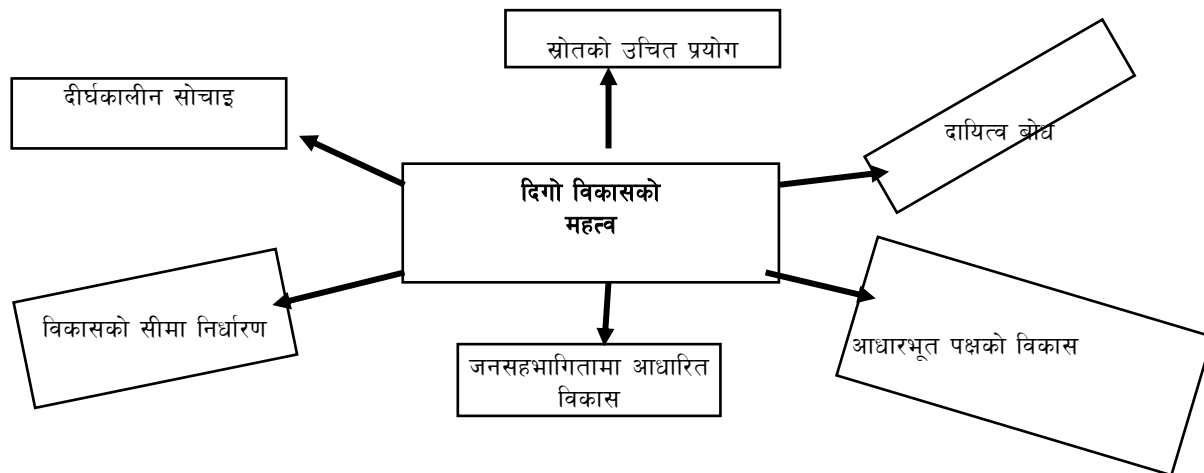 स्रोतको उचित प्रयोग
दीर्घकालीन सोचाइ
दायित्व बोध
दिगो विकासको
महत्व
विकासको सीमा निर्धारण
आधारभूत पक्षको विकास
जनसहभागितामा आधारित
विकास